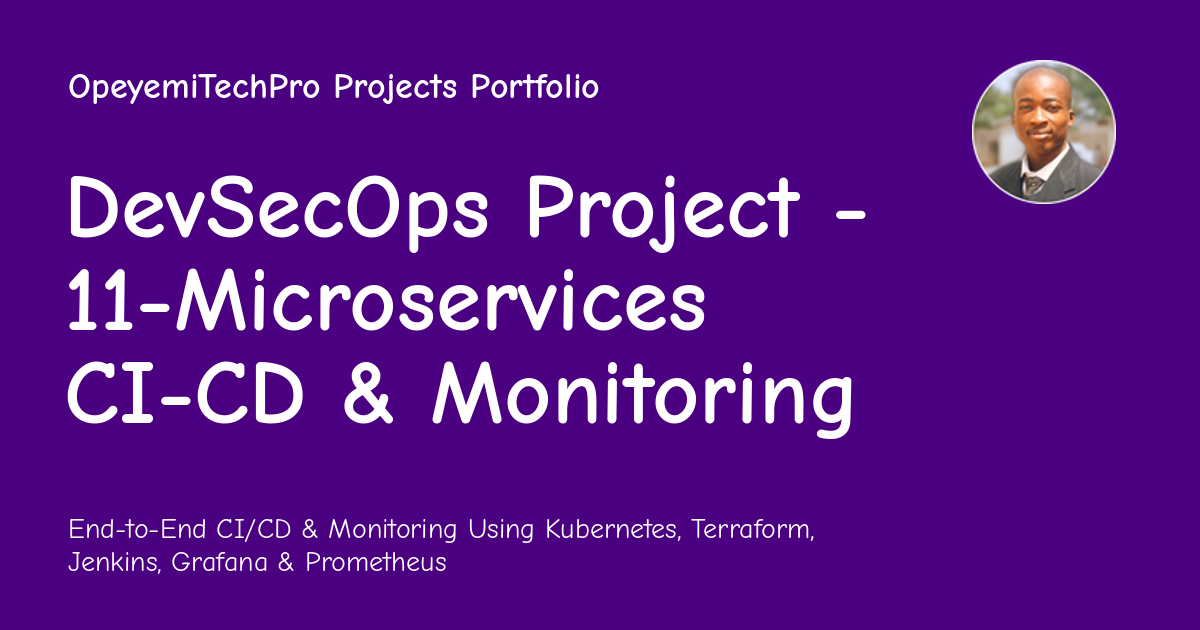 OpeyemiTechPro Projects Portfolio
DevSecOps Project -
11-Microservices
CI-CD & Monitoring
End-to-End CI/CD & Monitoring Using Kubernetes, Terraform,
Jenkins, Grafana & Prometheus